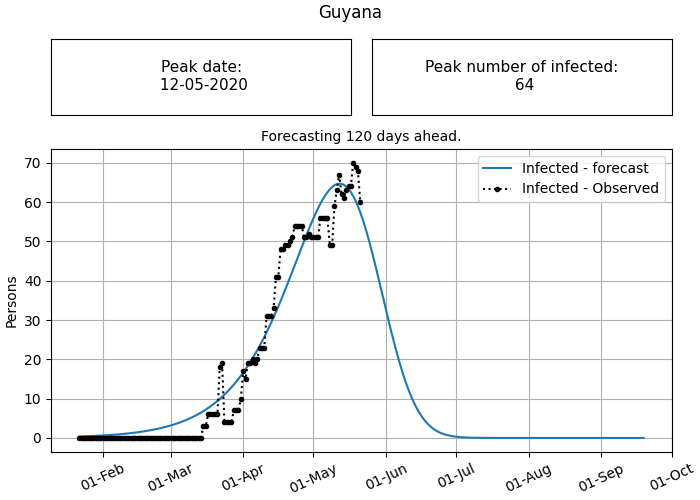 Guyana
Peak date:
12-05-2020
Peak number of infected:
64
Forecasting 120 days ahead.
Infected - forecast
Infected - Observed
Persons
70
60
50
40
30
20
10
0
01-Feb
01-Mar
01-Apr
01-May
01-Jun
01-Jul
01-Aug
01-Sep
01-Oct